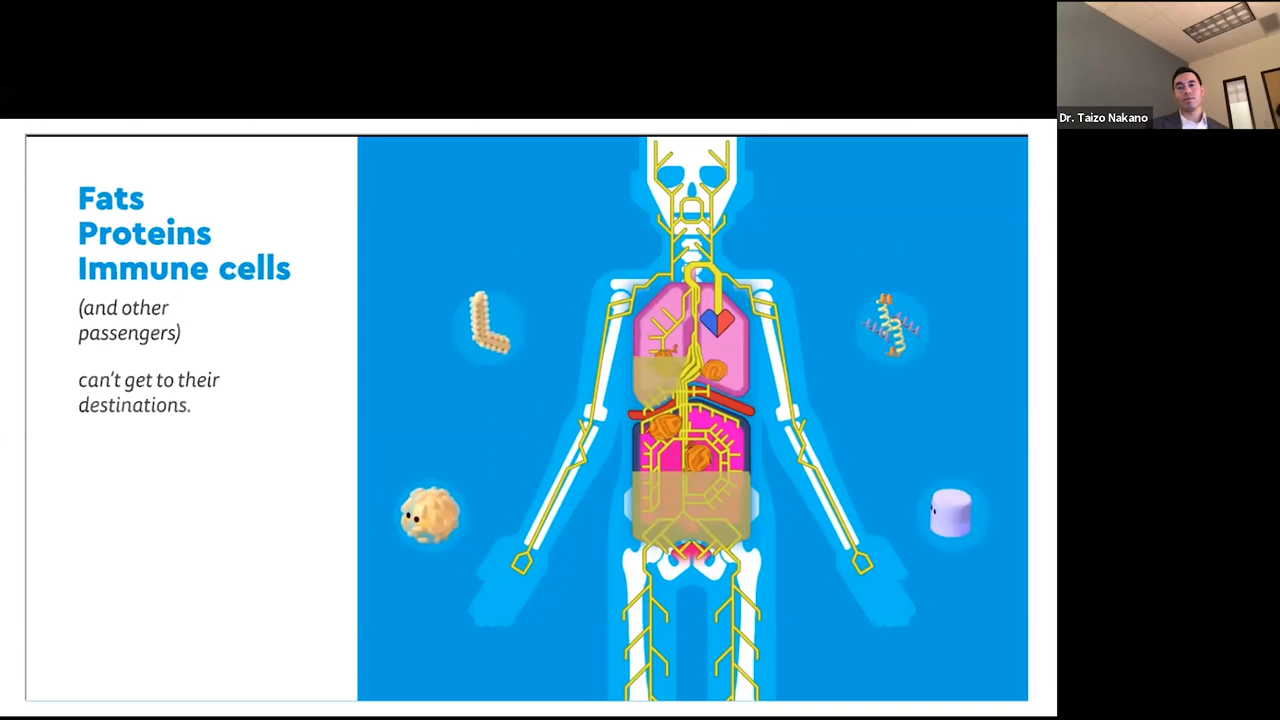 Fats
Proteins
Immune cells
(and other
passengers)
can't get to their
destinations.
Dr. Taizo Nakano